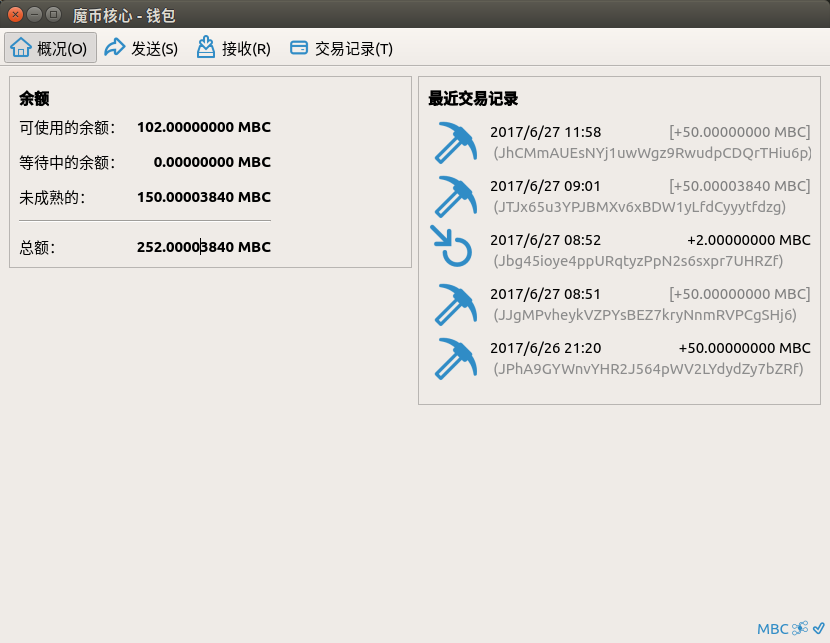 魔币核心 - 钱包
概况(O) 发送(S) 接收(R) 交易记录(T)
余额
可使用的余额: 102.00000000 MBC
等待中的余额: 0.00000000 MBC
未成熟的: 150.00003840 MBC
总额: 252.00003840 MBC
最近交易记录
2017/6/27 11:58 [+50.00000000 MBC]
(JhCMmAUEsNYj1uwWgz9RwudpCDQrTHiu6p)
2017/6/27 09:01 [+50.00003840 MBC]
(JTJx65u3YPJBMXv6xBDW1yLfdCyyytfdzg)
2017/6/27 08:52 +2.00000000 MBC
(Jbg45ioye4ppURqtyzPpN2s6sxpr7UHRZf)
2017/6/27 08:51 [+50.00000000 MBC]
(JJgMPvheykVZPYsBEZ7kryNnmRVPCgSHj6)
2017/6/26 21:20 +50.00000000 MBC
(JPhA9GYWnvYHR2J564pWV2LYdydZy7bZRf)
MBC